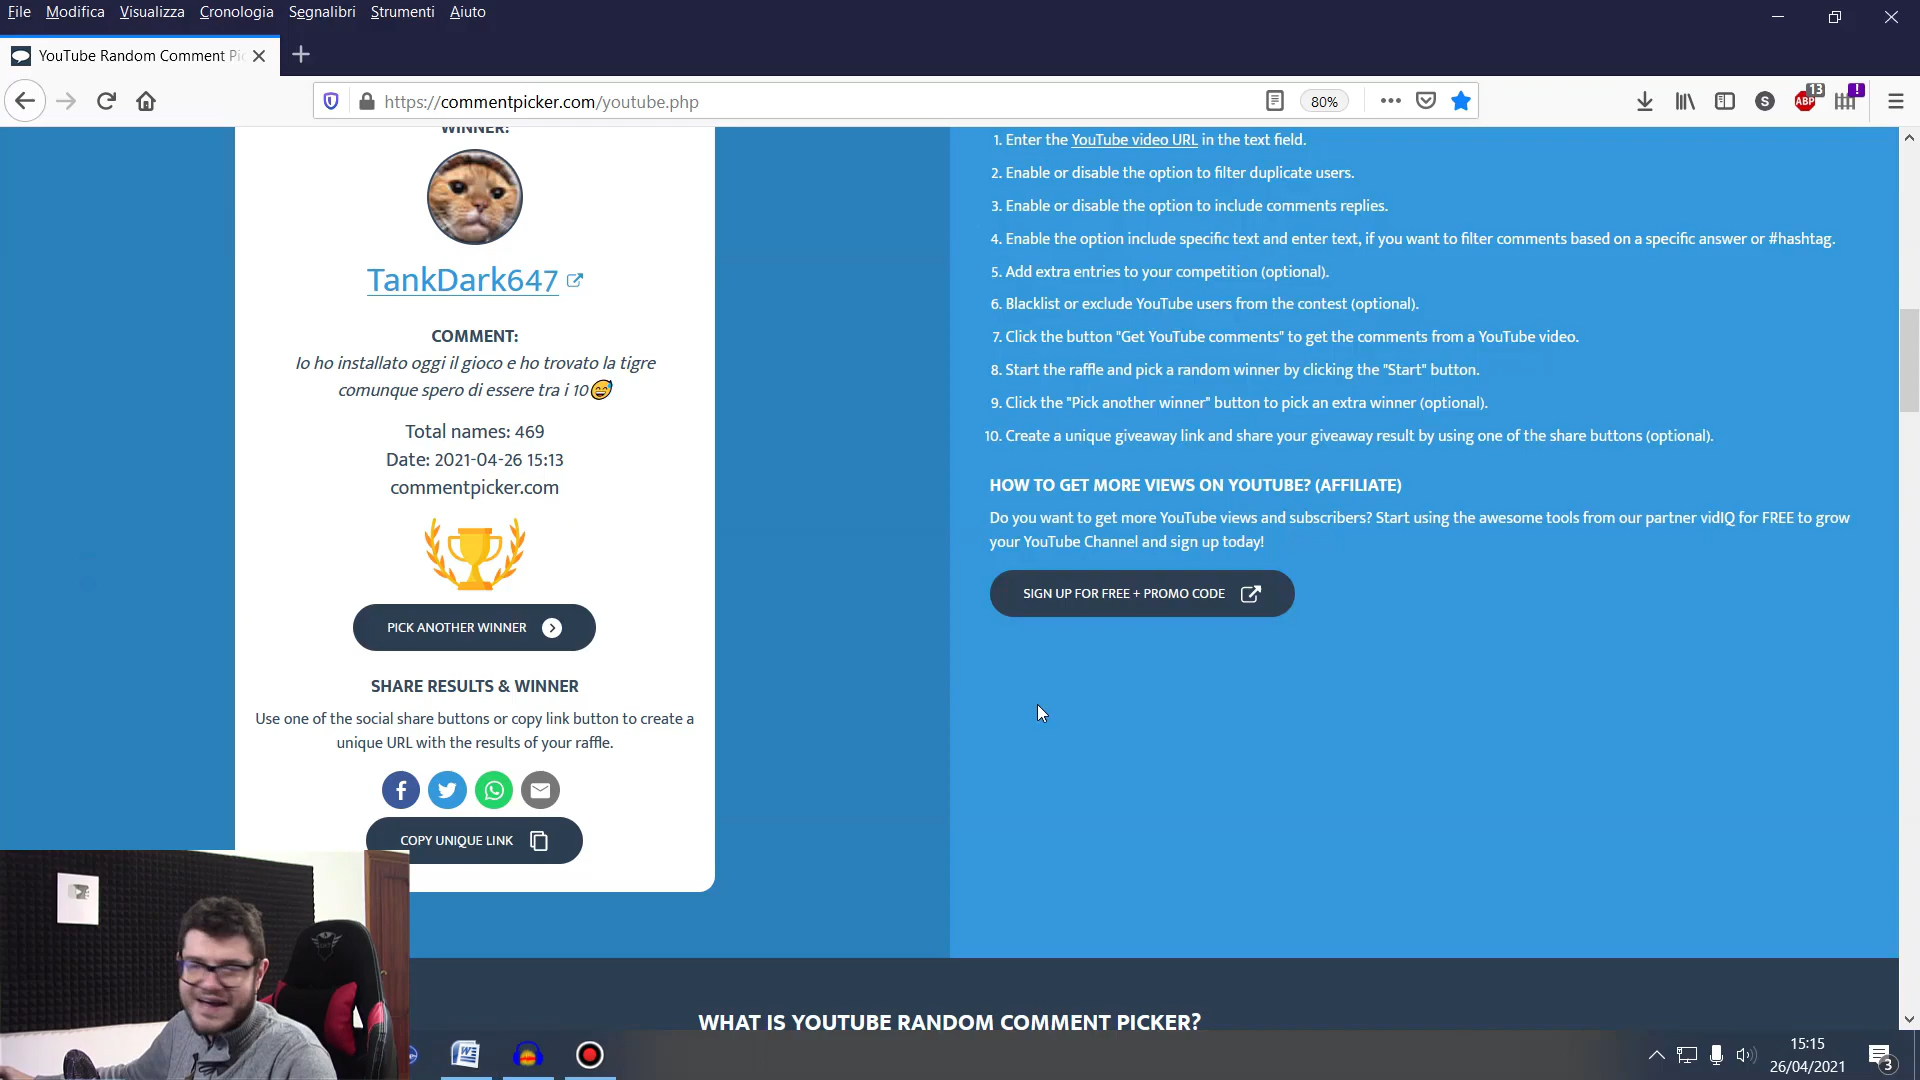 File Modifica Visualizza Cronologia Segnalibri Strumenti Aiuto
YouTube Random Comment Pic
https://commentpicker.com/youtube.php
80%
ABP
13
!
WINNER:
TankDark647
COMMENT:
Io ho installato oggi il gioco e ho trovato la tigre
comunque spero di essere tra i 10😅
Total names: 469
Date: 2021-04-26 15:13
commentpicker.com
PICK ANOTHER WINNER
SHARE RESULTS & WINNER
Use one of the social share buttons or copy link button to create a
unique URL with the results of your raffle.
COPY UNIQUE LINK
1. Enter the YouTube video URL in the text field.
2. Enable or disable the option to filter duplicate users.
3. Enable or disable the option to include comments replies.
4. Enable the option include specific text and enter text, if you want to filter comments based on a specific answer or #hashtag.
5. Add extra entries to your competition (optional).
6. Blacklist or exclude YouTube users from the contest (optional).
7. Click the button "Get YouTube comments" to get the comments from a YouTube video.
8. Start the raffle and pick a random winner by clicking the "Start" button.
9. Click the "Pick another winner" button to pick an extra winner (optional).
10. Create a unique giveaway link and share your giveaway result by using one of the share buttons (optional).
HOW TO GET MORE VIEWS ON YOUTUBE? (AFFILIATE)
Do you want to get more YouTube views and subscribers? Start using the awesome tools from our partner vidIQ for FREE to grow
your YouTube Channel and sign up today!
SIGN UP FOR FREE + PROMO CODE
WHAT IS YOUTUBE RANDOM COMMENT PICKER?
15:15
26/04/2021
3